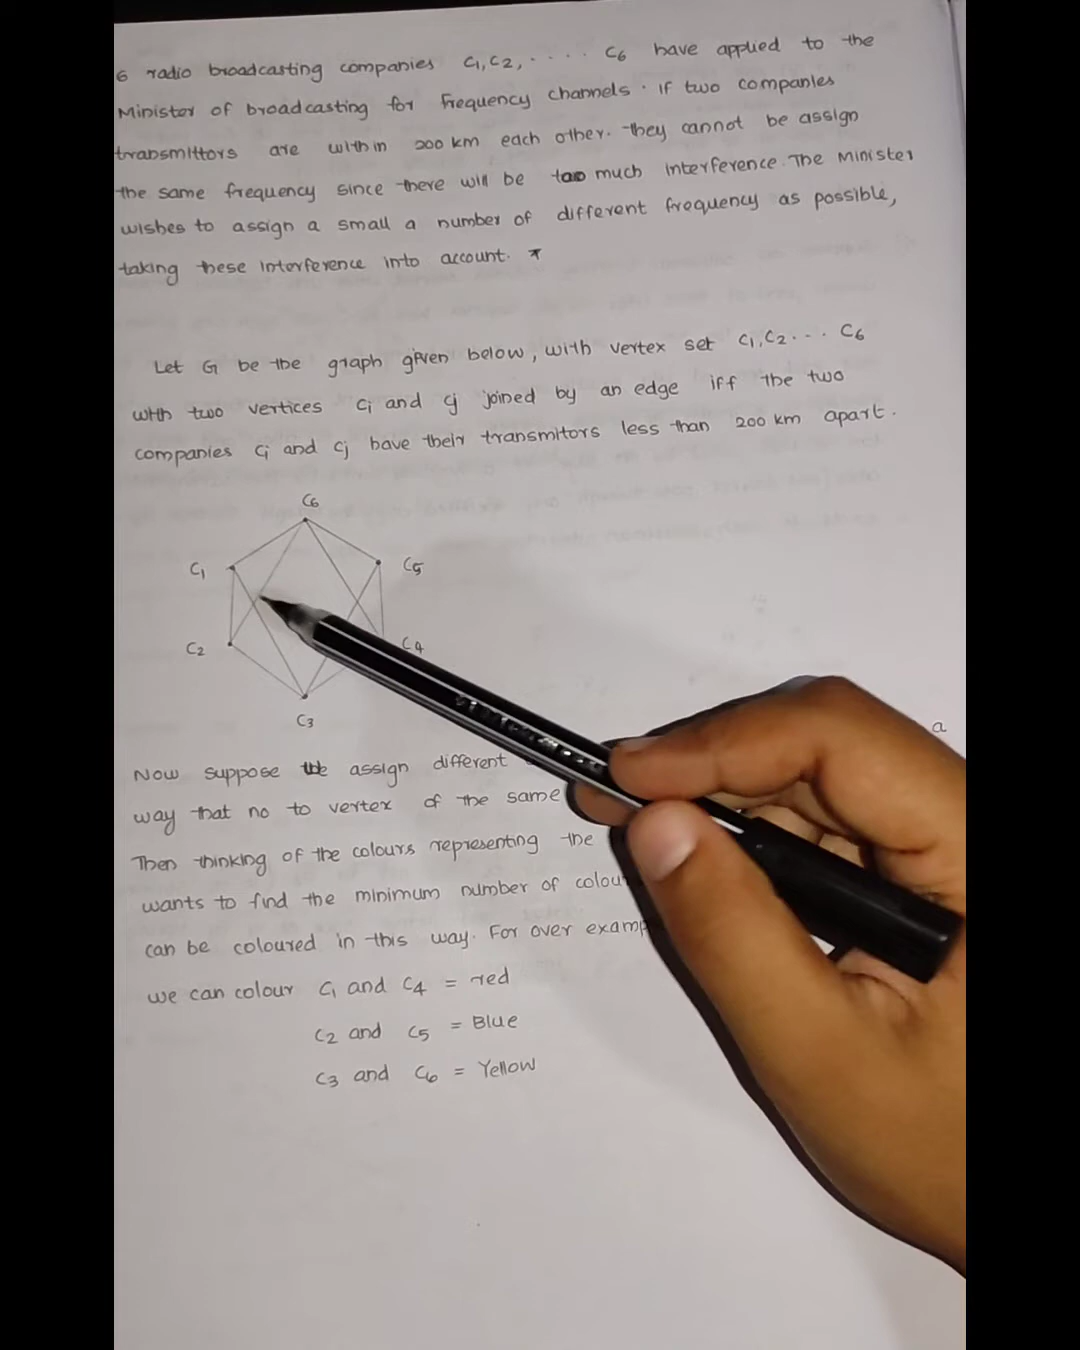 6 radio broadcasting companies C1, C2, .... C6 have applied to the
Minister of broadcasting for Frequency channels. if two companies
transmittors are within 200 km each other. they cannot be assign
the same frequency since there will be too much interference. The Minister
wishes to assign a small a number of different frequency as possible,
taking these interference into account.
Let G be the graph given below, with vertex set C1, C2 ... C6
with two vertices Ci and Cj joined by an edge iff the two
companies Ci and Cj have their transmitors less than 200 km apart.
C6
C1
C5
C2
C4
C3
a
Now suppose we assign different
way that no to vertex of the same
Then thinking of the colours representing the
wants to find the minimum number of colou
can be coloured in this way. For over examp
we can colour C1 and C4 = red
C2 and C5 = Blue
C3 and C6 = Yellow